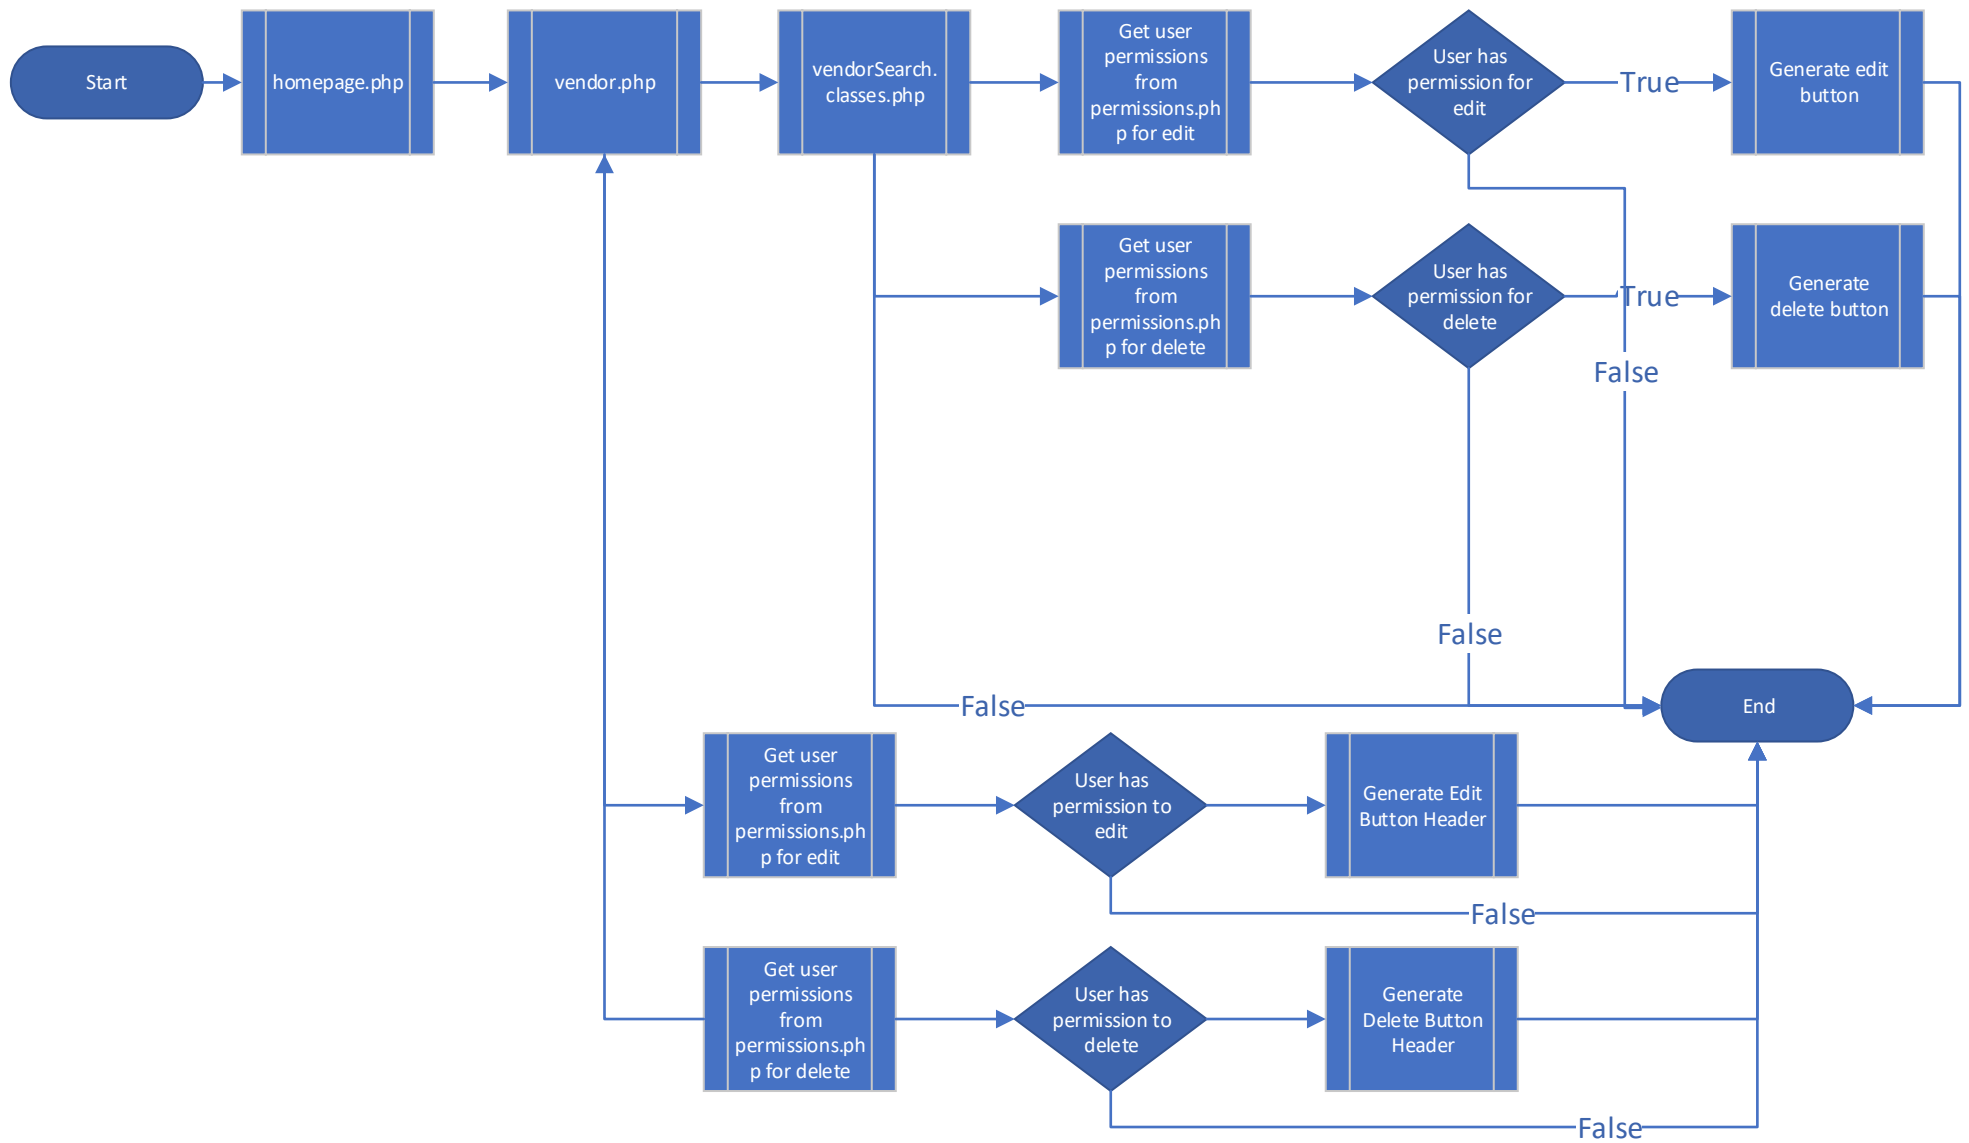 Start
homepage.php
vendor.php
vendorSearch.
classes.php
Get user
permissions
from
permissions.ph
p for edit
User has
permission for
edit
True
Generate edit
button
Get user
permissions
from
permissions.ph
p for delete
User has
permission for
delete
True
Generate
delete button
False
False
False
End
Get user
permissions
from
permissions.ph
p for edit
User has
permission to
edit
Generate Edit
Button Header
False
Get user
permissions
from
permissions.ph
p for delete
User has
permission to
delete
Generate
Delete Button
Header
False